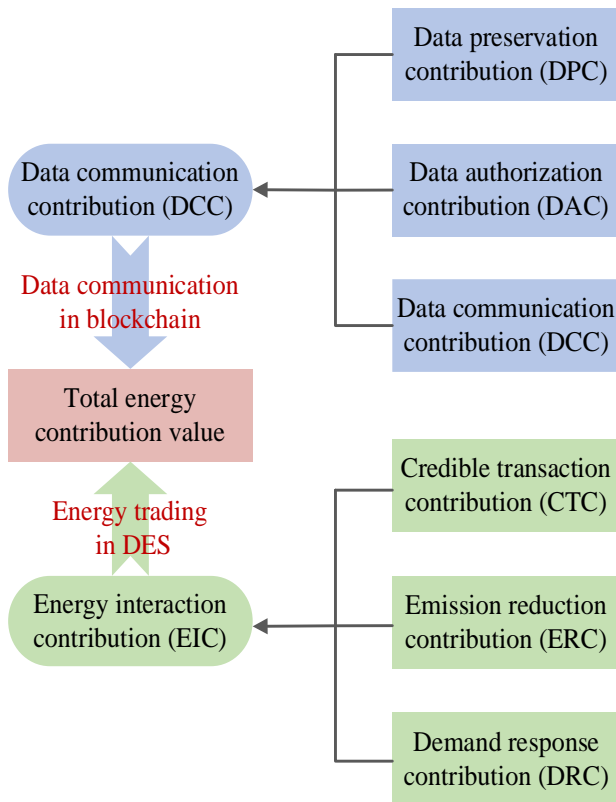 Data preservation
contribution (DPC)
Data communication
contribution (DCC)
Data authorization
contribution (DAC)
Data communication
in blockchain
Data communication
contribution (DCC)
Total energy
contribution value
Credible transaction
contribution (CTC)
Energy trading
in DES
Energy interaction
contribution (EIC)
Emission reduction
contribution (ERC)
Demand response
contribution (DRC)